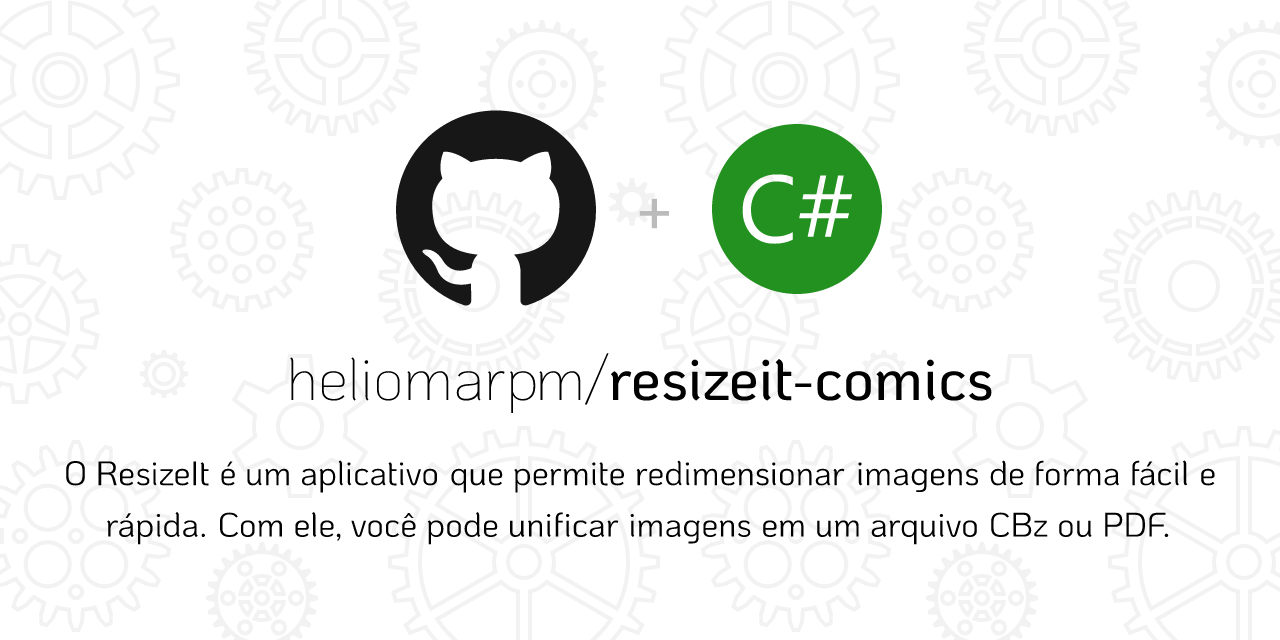 C#
+
heliomarpm/resizeit-comics
O ResizeIt é um aplicativo que permite redimensionar imagens de forma fácil e
rápida. Com ele, você pode unificar imagens em um arquivo CBz ou PDF.